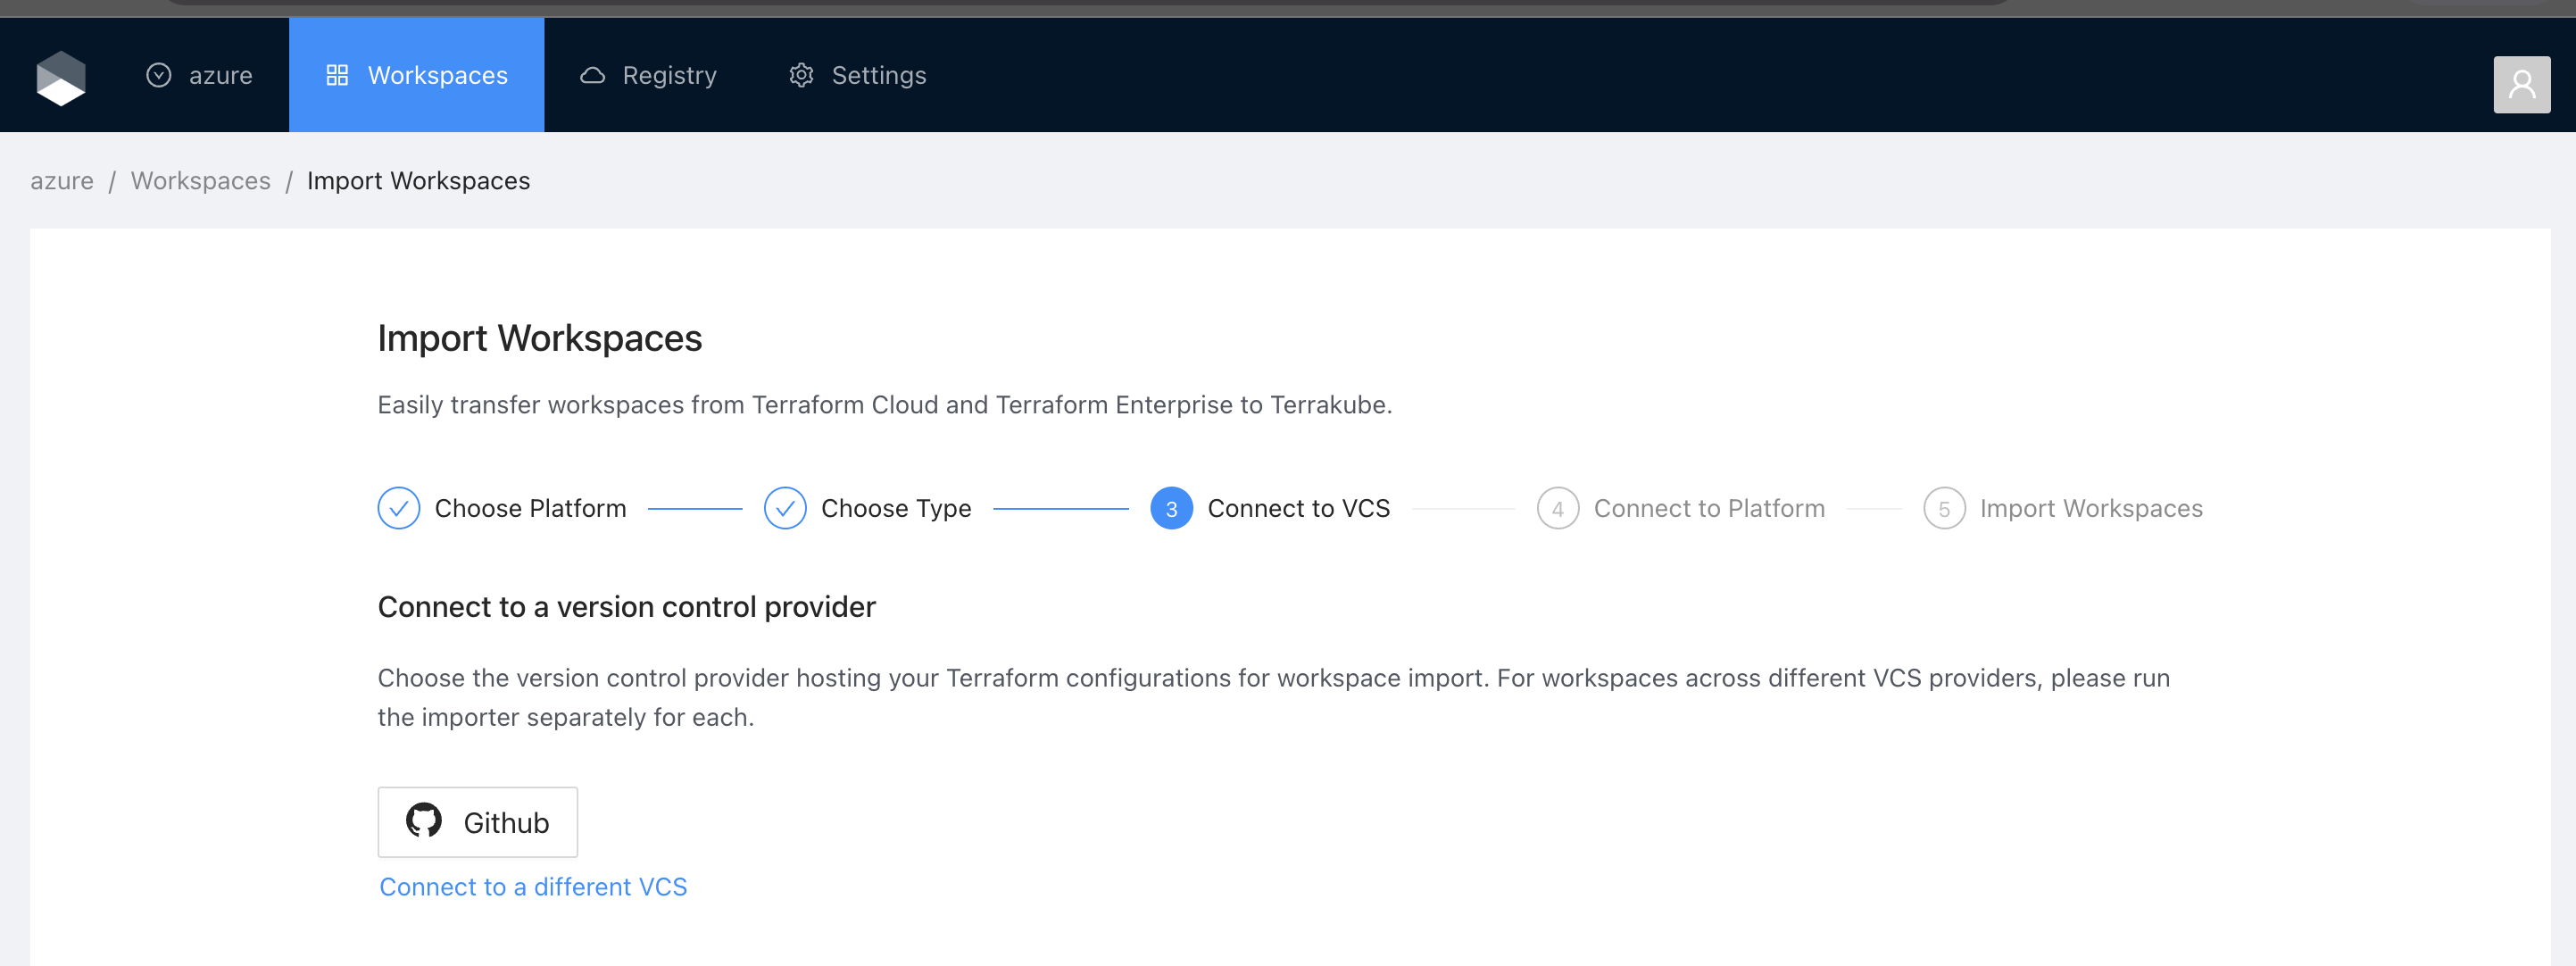 azure Workspaces Registry Settings
azure / Workspaces / Import Workspaces
Import Workspaces
Easily transfer workspaces from Terraform Cloud and Terraform Enterprise to Terrakube.
Choose Platform Choose Type 3 Connect to VCS 4 Connect to Platform 5 Import Workspaces
Connect to a version control provider
Choose the version control provider hosting your Terraform configurations for workspace import. For workspaces across different VCS providers, please run
the importer separately for each.
Github
Connect to a different VCS